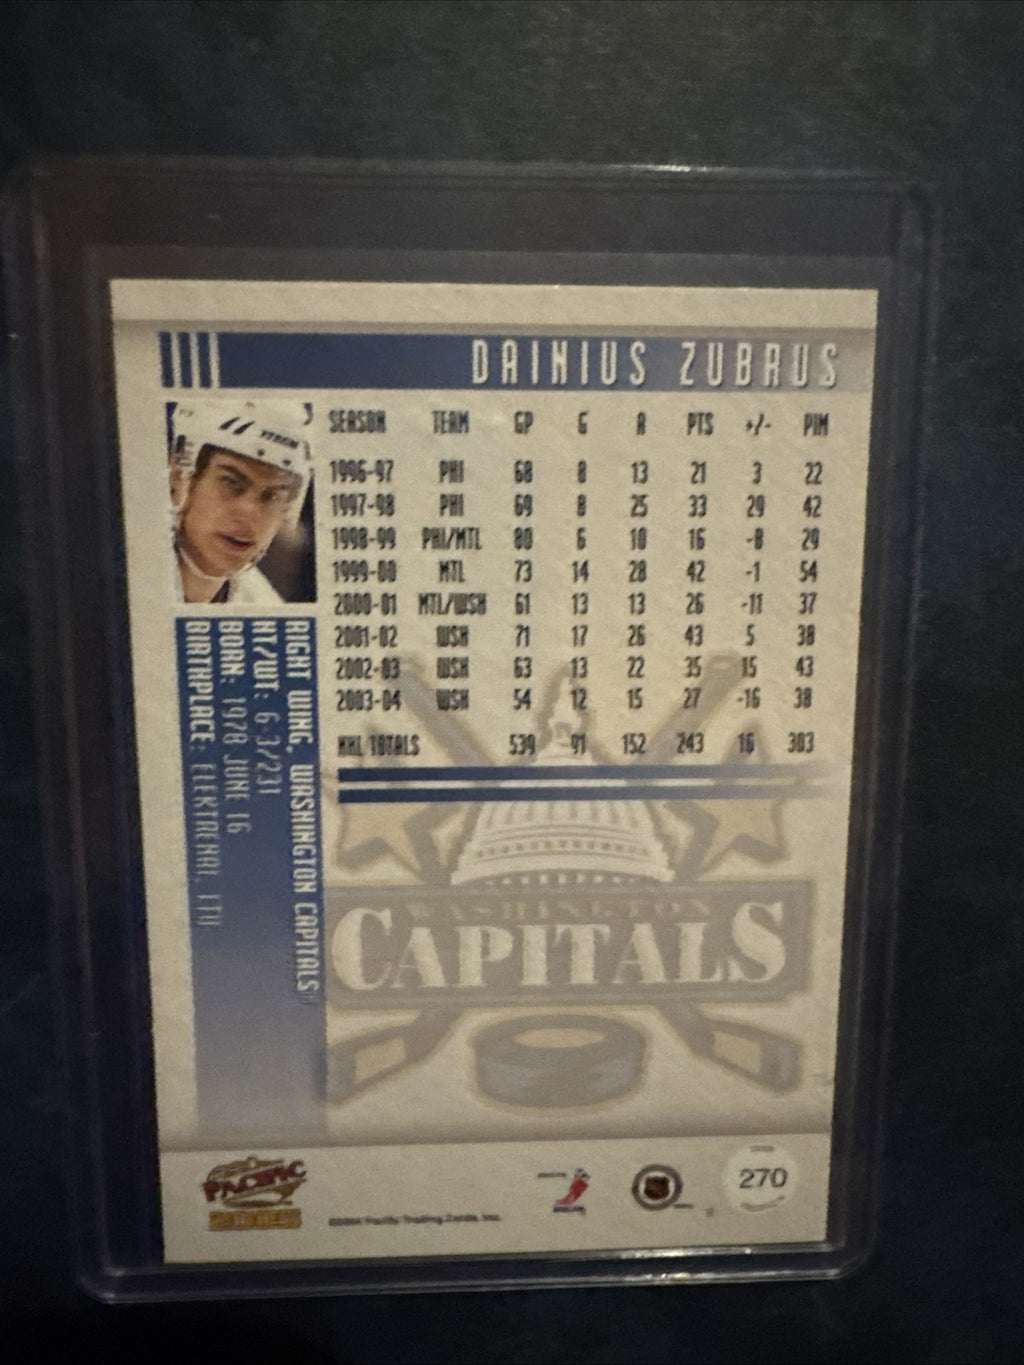 DAINIUS ZUBRUS
SEASON TEAM GP G A PTS +/- PIM
1996-97 PHI 68 8 13 21 3 22
1997-98 PHI 69 8 25 33 29 42
1998-99 PHI/MTL 80 6 10 16 -8 29
1999-00 MTL 73 14 28 42 -1 54
2000-01 MTL/WSH 61 13 13 26 -11 37
2001-02 WSH 71 17 26 43 5 38
2002-03 WSH 63 13 22 35 15 43
2003-04 WSH 54 12 15 27 -16 38
NHL TOTALS 539 91 152 243 16 303
RIGHT WING, WASHINGTON CAPITALS
HT/WT: 6-3/231
BORN: 1978 JUNE 16
BIRTHPLACE: ELEKTRENAI, LTU
WASHINGTON
CAPITALS
PACIFIC
©2004 Pacific Trading Cards, Inc.
270